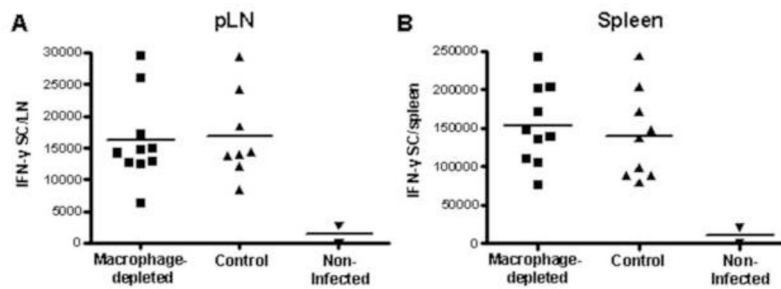 A
pLN
IFN-γ SC/LN
30000
25000
20000
15000
10000
5000
0
Macrophage-
depleted
Control
Non-
Infected
B
Spleen
IFN-γ SC/spleen
250000
200000
150000
100000
50000
0
Macrophage-
depleted
Control
Non-
Infected